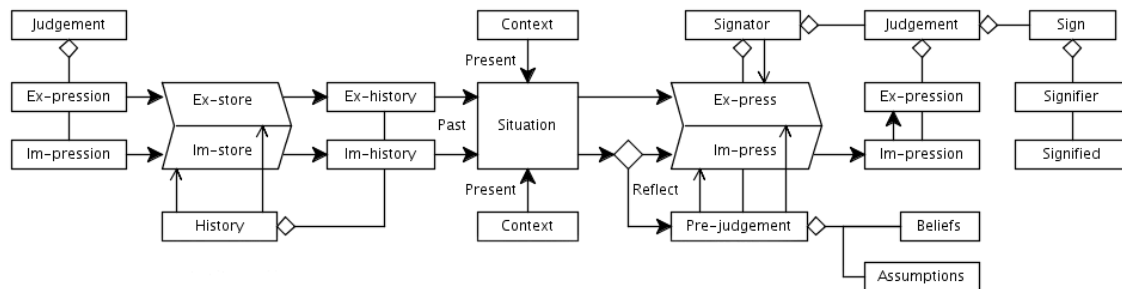 Judgement
Context
Signator
Judgement
Sign
Present
Ex-pression
Ex-store
Ex-history
Ex-press
Ex-pression
Signifier
Past
Situation
Im-pression
Im-store
Im-history
Im-press
Im-pression
Signified
Present
Reflect
History
Context
Pre-judgement
Beliefs
Assumptions